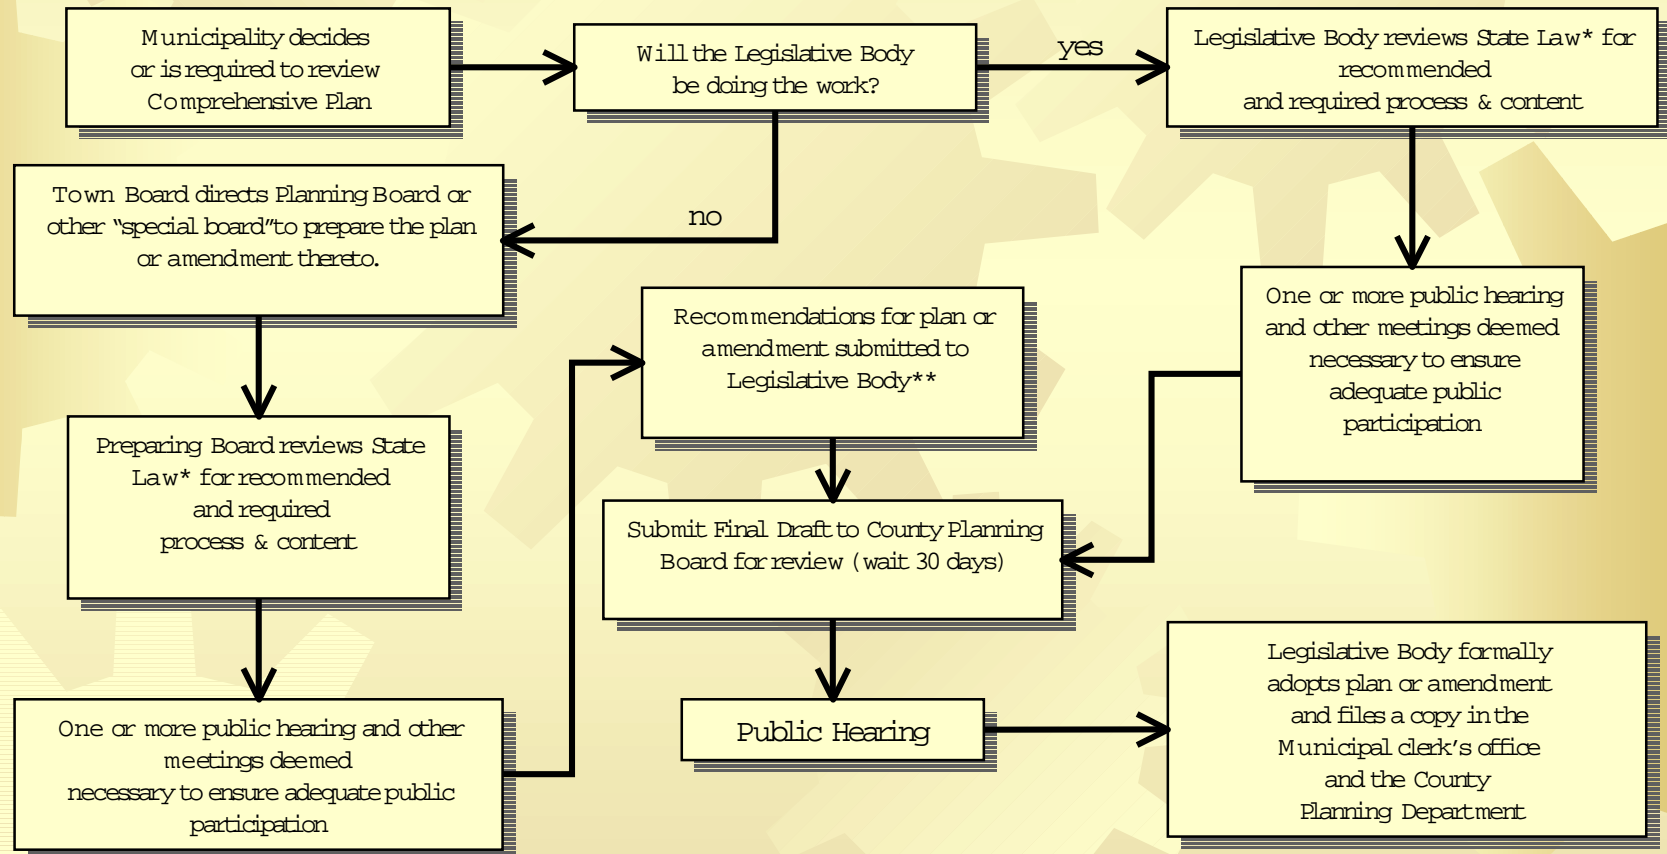 Municipality decides
or is required to review
Comprehensive Plan
Will the Legislative Body
be doing the work?
yes
Legislative Body reviews State Law* for
recommended
and required process & content
no
Town Board directs Planning Board or
other “special board”to prepare the plan
or amendment thereto.
One or more public hearing
and other meetings deemed
necessary to ensure
adequate public
participation
Recommendations for plan or
amendment submitted to
Legislative Body**
Preparing Board reviews State
Law* for recommended
and required
process & content
Submit Final Draft to County Planning
Board for review (wait 30 days)
One or more public hearing and other
meetings deemed
necessary to ensure adequate public
participation
Public Hearing
Legislative Body formally
adopts plan or amendment
and files a copy in the
Municipal clerk’s office
and the County
Planning Department